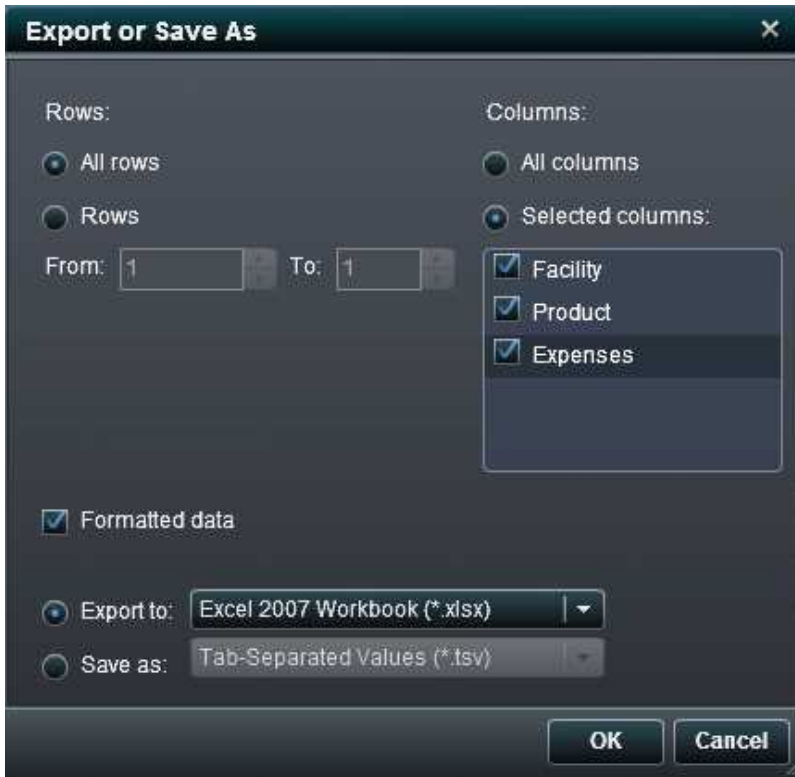 Export or Save As
Rows:
All rows
Rows
From: 1 To: 1
Columns:
All columns
Selected columns:
Facility
Product
Expenses
Formatted data
Export to: Excel 2007 Workbook (*.xlsx)
Save as: Tab-Separated Values (*.tsv)
OK Cancel